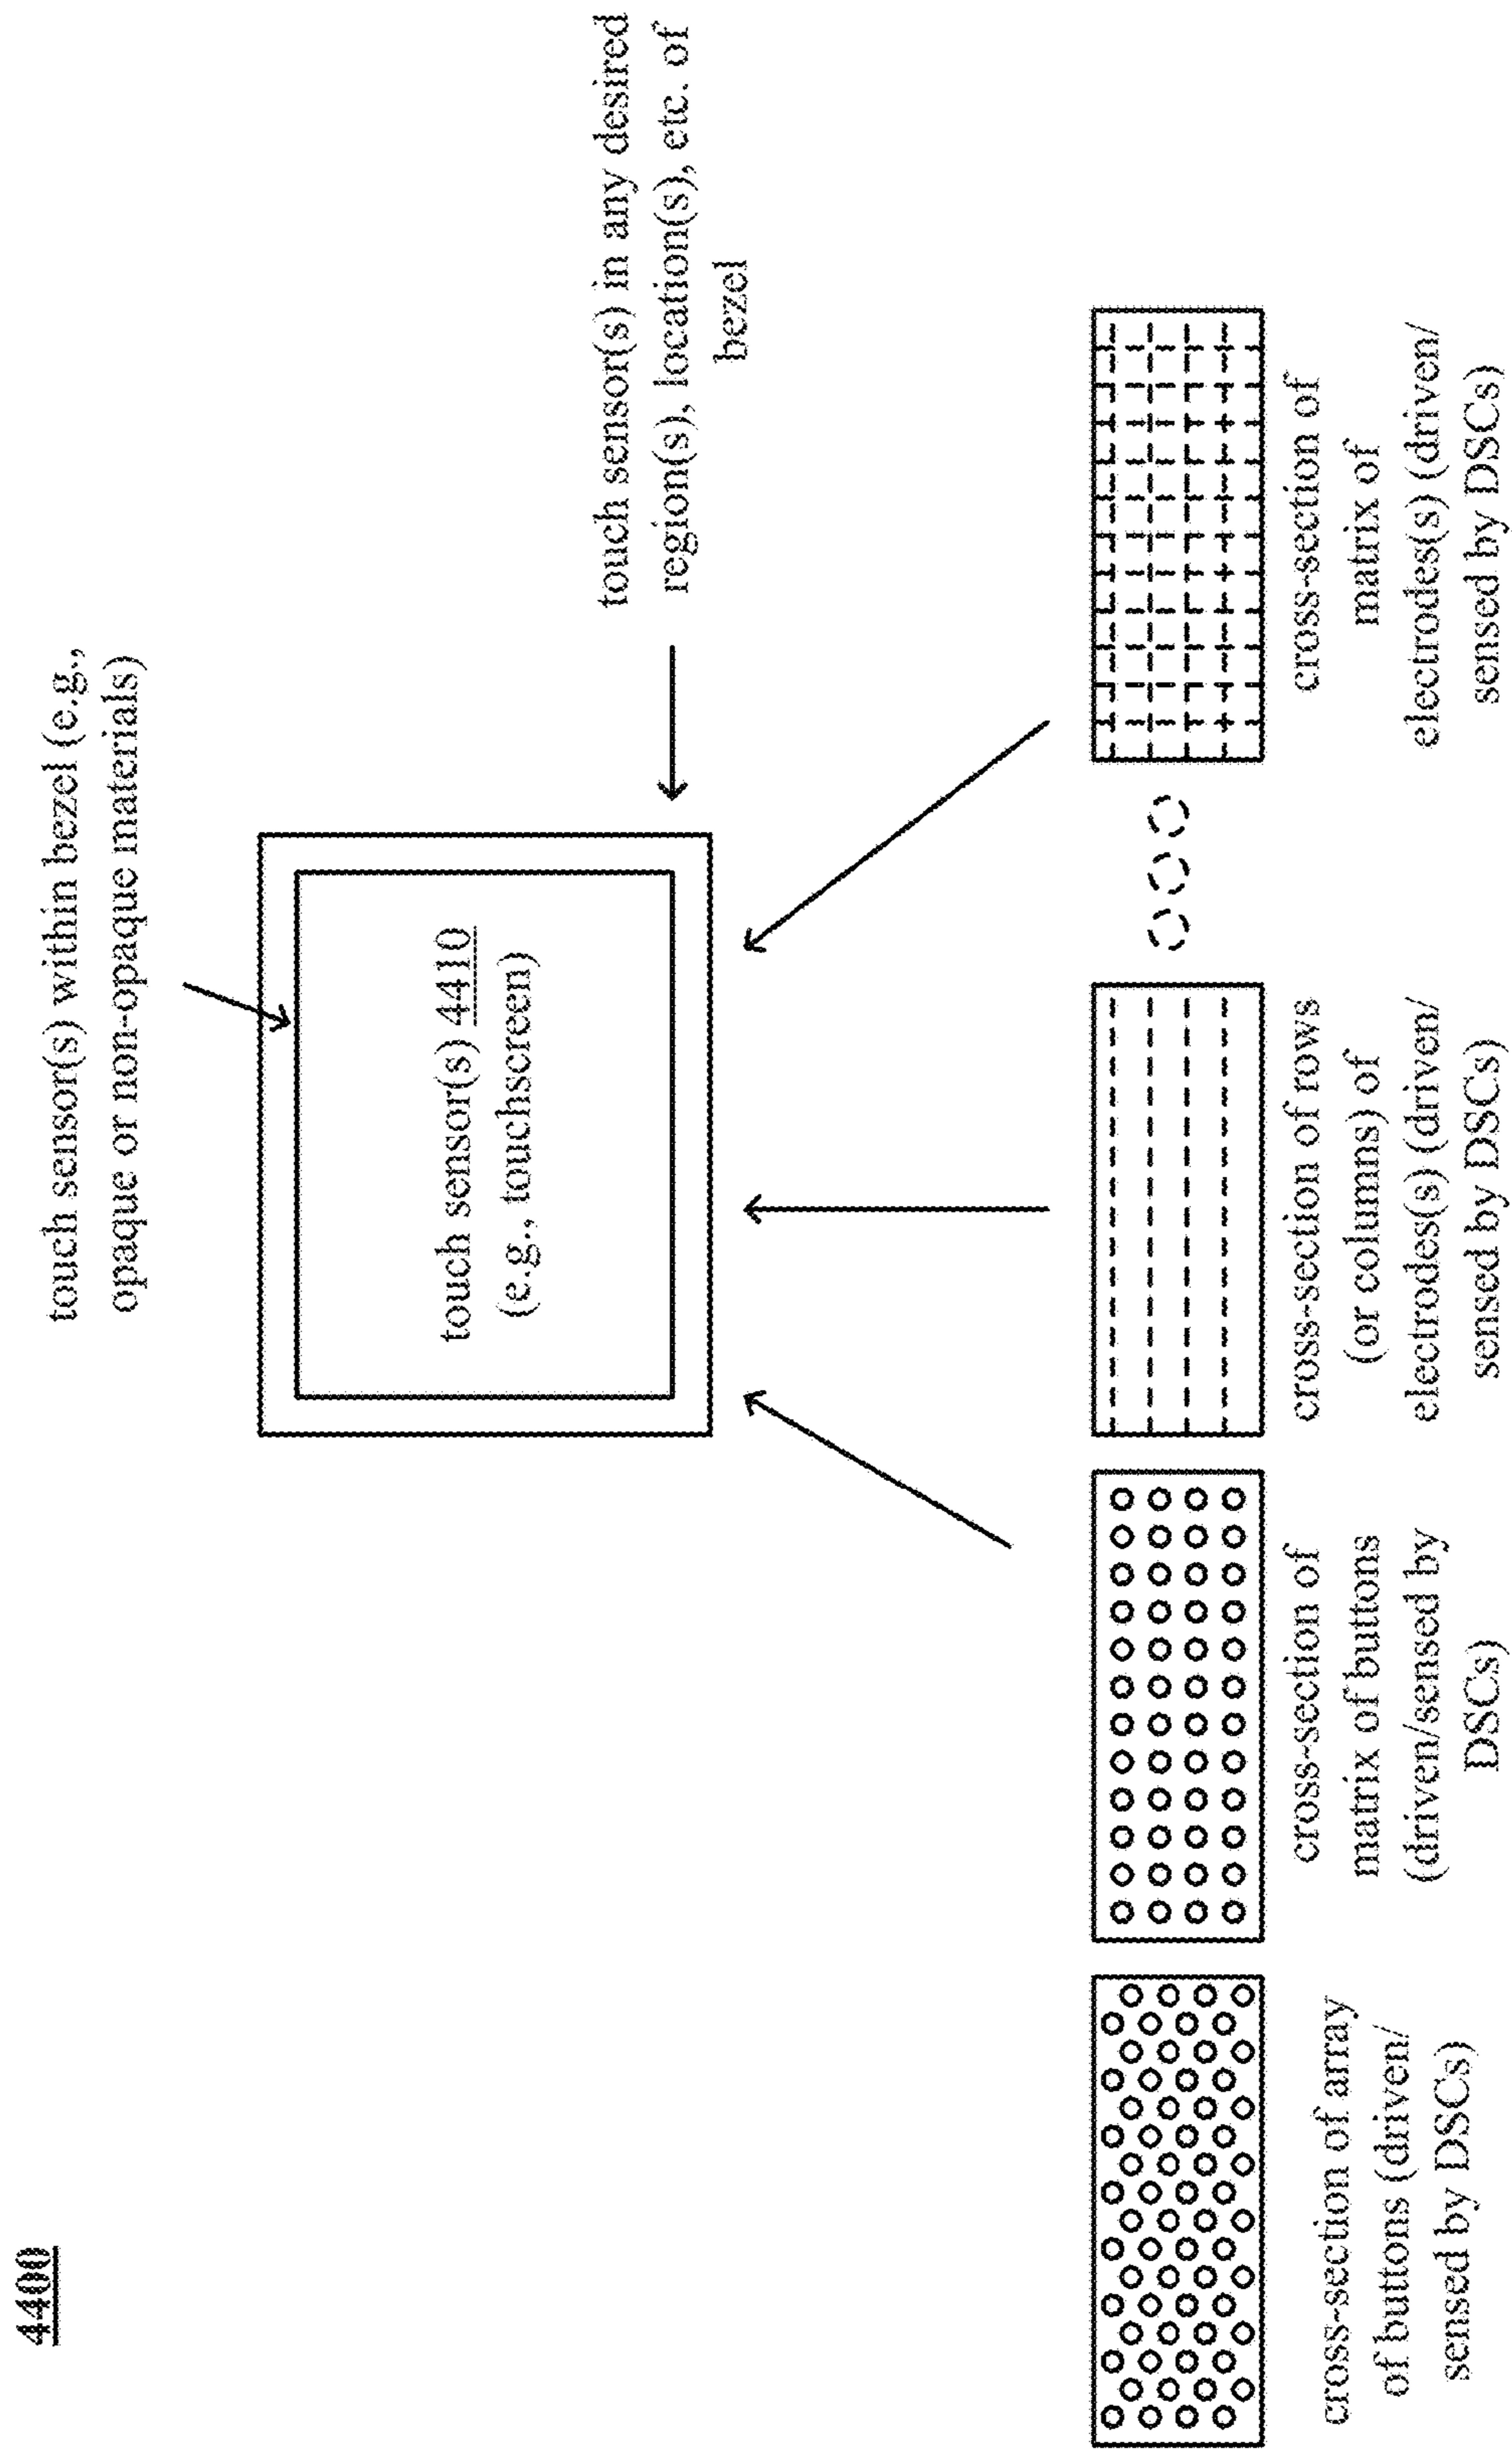 4400
touch sensor(s) within bezel (e.g.,
opaque or non-opaque materials)
touch sensor(s) 4410
(e.g., touchscreen)
touch sensor(s) in any desired
region(s), location(s), etc. of
bezel
cross-section of array
of buttons (driven/
sensed by DSCs)
cross-section of
matrix of buttons
(driven/sensed by
DSCs)
cross-section of rows
(or columns) of
electrodes(s) (driven/
sensed by DSCs)
cross-section of
matrix of
electrodes(s) (driven/
sensed by DSCs)